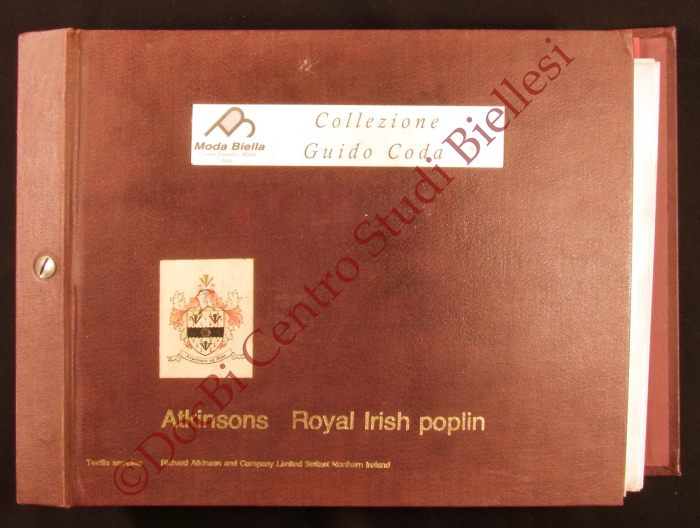 Moda Biella
Collezione
Guido Coda
Atkinsons Royal Irish poplin
Textile samples Richard Atkinson and Company Limited Belfast Northern Ireland
©DocBi Centro Studi Biellesi